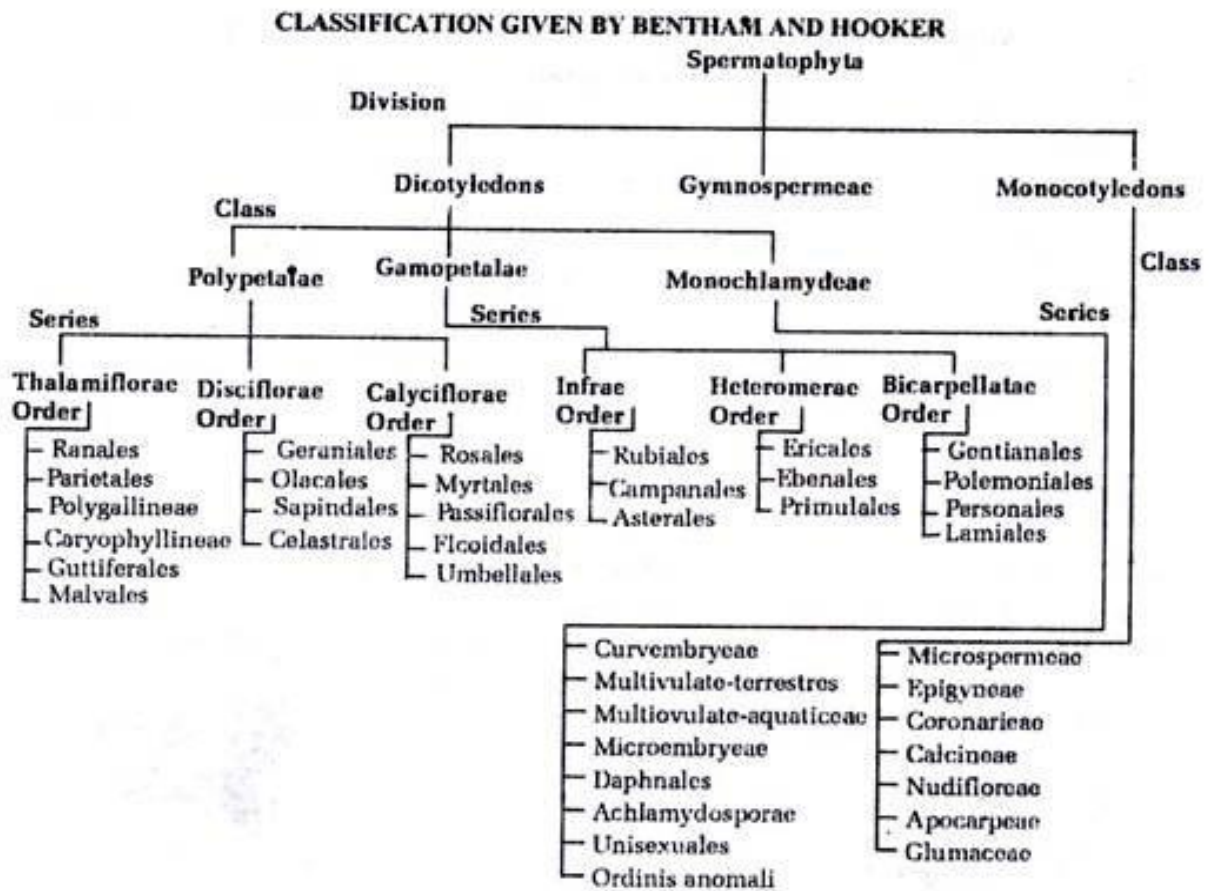 CLASSIFICATION GIVEN BY BENTHAM AND HOOKER
Spermatophyta
Division
Dicotyledons
Gymnospermeae
Monocotyledons
Class
Class
Polypetalae
Gamopetalae
Monochlamydeae
Series
Series
Series
Thalamiflorae
Order
Ranales
Parietales
Polygallineae
Caryophyllineae
Guttiferales
Malvales
Disciflorae
Order
Geraniales
Olacales
Sapindales
Celastrales
Calyciflorae
Order
Rosales
Myrtales
Passiflorales
Ficoidales
Umbellales
Infrae
Order
Rubiales
Campanales
Asterales
Heteromerae
Order
Ericales
Ebenales
Primulales
Bicarpellatae
Order
Gentianales
Polemoniales
Personales
Lamiales
Curvembryeae
Multivulate-terrestres
Multiovulate-aquaticeae
Microembryeae
Daphnales
Achlamydosporae
Unisexuales
Ordinis anomali
Microspermeae
Epigyneae
Coronarieae
Calcineae
Nudifloreae
Apocarpeae
Glumaceae